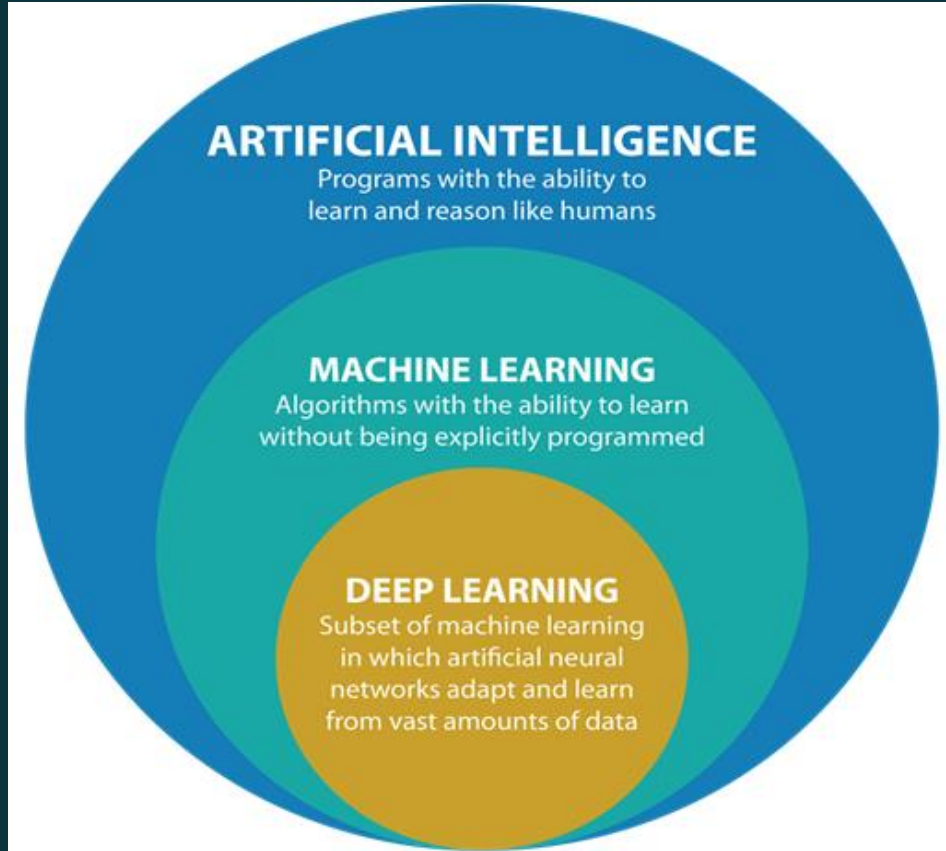 ARTIFICIAL INTELLIGENCE
Programs with the ability to
learn and reason like humans
MACHINE LEARNING
Algorithms with the ability to learn
without being explicitly programmed
DEEP LEARNING
Subset of machine learning
in which artificial neural
networks adapt and learn
from vast amounts of data